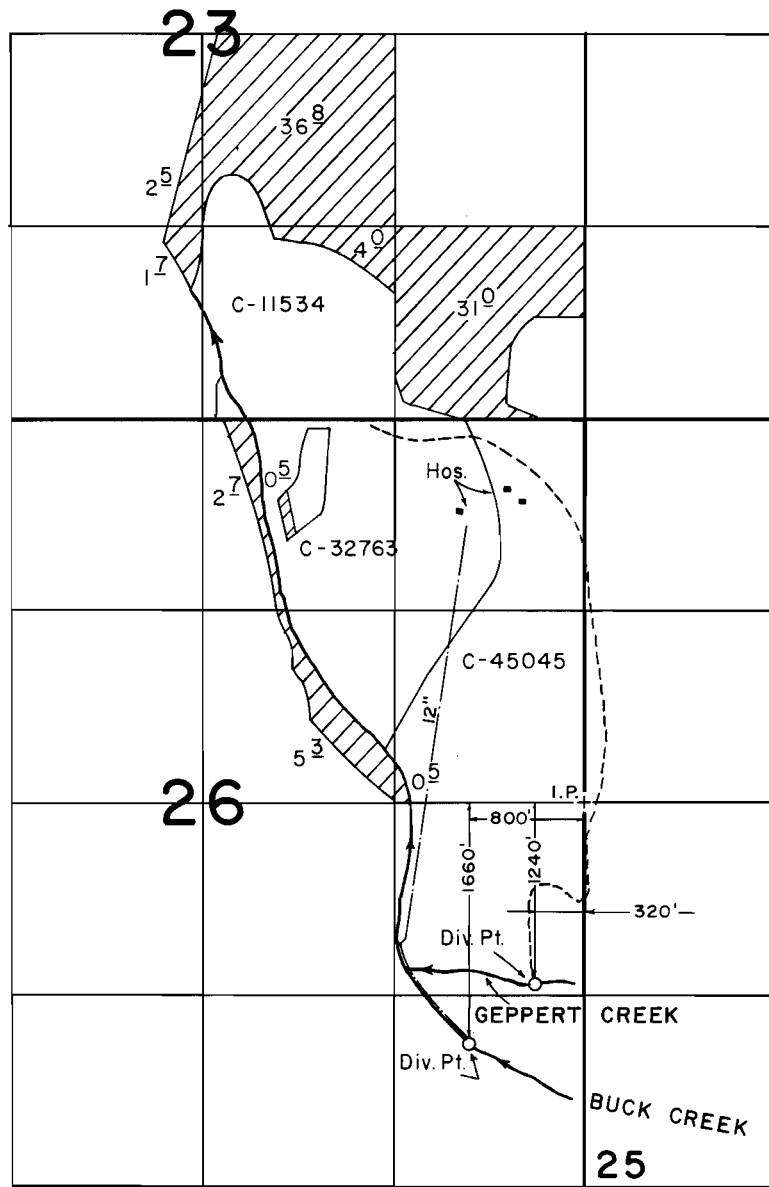 23
36 8
2 5
4 0
1 7
31 0
C-11534
Hos.
0 5
2 7
C-32763
C-45045
12"
5 3
0 5
I.P.
26
800'
1660'
1240'
320'
Div. Pt.
GEPPERT CREEK
Div. Pt.
BUCK CREEK
25